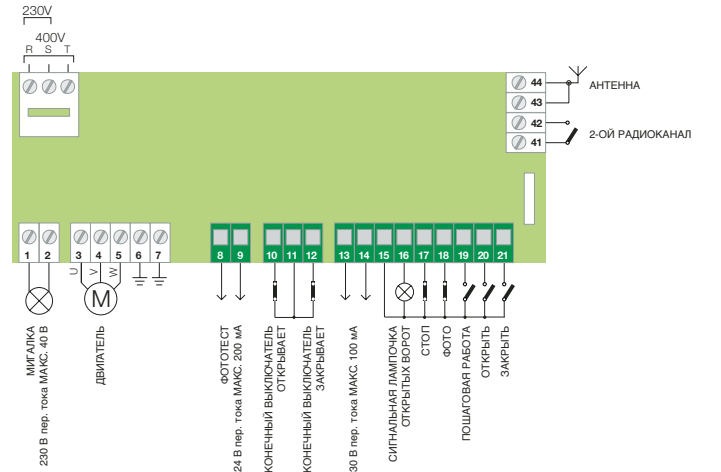 230V
400V
R S T
44
43
42
41
АНТЕННА
2-ОЙ РАДИОКАНАЛ
1 2 3 4 5 6 7 8 9 10 11 12 13 14 15 16 17 18 19 20 21
U V W
M
МИГАЛКА
230 В пер. тока МАКС. 40 В
ДВИГАТЕЛЬ
ФОТОТЕСТ
24 В пер. тока МАКС. 200 мА
КОНЕЧНЫЙ ВЫКЛЮЧАТЕЛЬ
ОТКРЫВАЕТ
КОНЕЧНЫЙ ВЫКЛЮЧАТЕЛЬ
ЗАКРЫВАЕТ
30 В пер. тока МАКС. 100 мА
СИГНАЛЬНАЯ ЛАМПОЧКА
ОТКРЫТЫХ ВОРОТ
СТОП
ФОТО
ПОШАГОВАЯ РАБОТА
ОТКРЫТЬ
ЗАКРЫТЬ